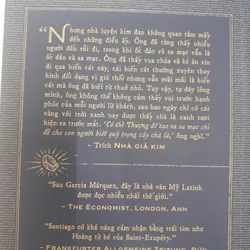 "Nhưng nhà luyện kim đan không quan tâm mấy
đến những điều ấy. Ông đã từng thấy nhiều
người đến rồi đi, trong khi ốc đảo và sa mạc vẫn là
ốc đảo và sa mạc. Ông đã thấy vua chúa và kẻ ăn xin
đi qua biển cát này, cái biển cát thường xuyên thay
hình đổi dạng vì gió thổi nhưng vẫn mãi mãi là biển
cát mà ông đã biết từ thuở nhỏ. Tuy vậy, tự đáy lòng
mình, ông không thể không cảm thấy vui trước hạnh
phúc của mỗi người lữ khách, sau bao ngày chỉ có cát
vàng với trời xanh nay được thấy chà là xanh tươi
hiện ra trước mắt. 'Có thể Thượng đế tạo ra sa mạc chỉ
để cho con người biết quý trọng cây chà là,' ông nghĩ."
- Trích NHÀ GIẢ KIM
"Sau Garcia Márquez, đây là nhà văn Mỹ Latinh
được đọc nhiều nhất thế giới."
- THE ECONOMIST, LONDON, ANH
"Santiago có khả năng cảm nhận bằng trái tim như
Hoàng tử bé của Saint-Exupéry."
- FRANKFURTER ALLGEMEINE ZEITUNG, ĐỨC